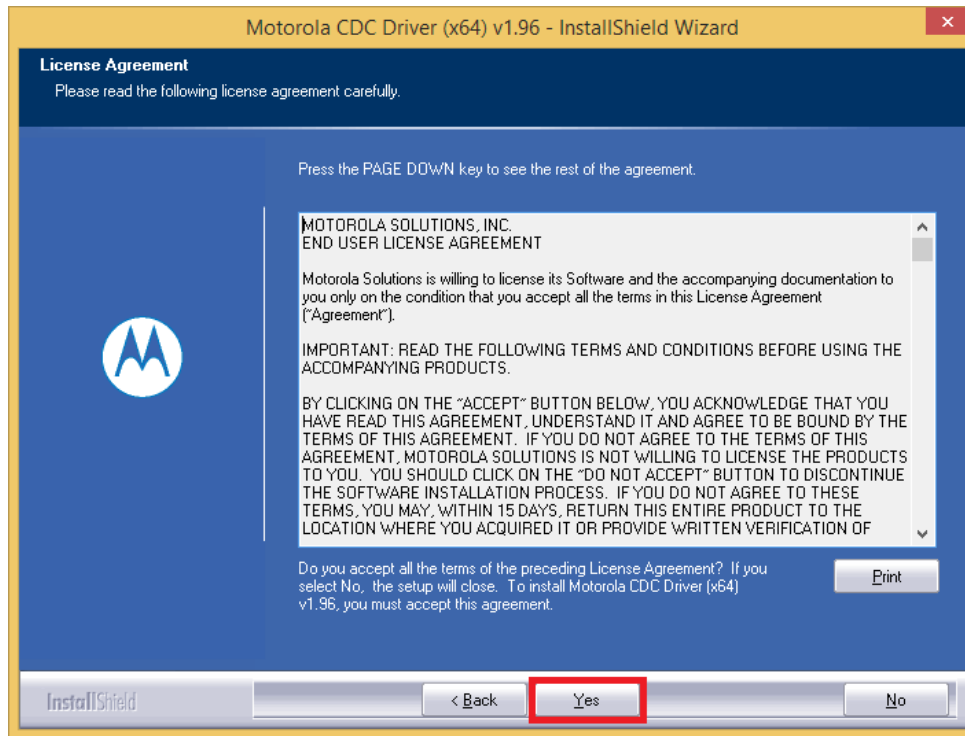 Motorola CDC Driver (x64) v1.96 - InstallShield Wizard
License Agreement
Please read the following license agreement carefully.
Press the PAGE DOWN key to see the rest of the agreement.
MOTOROLA SOLUTIONS, INC.
END USER LICENSE AGREEMENT
Motorola Solutions is willing to license its Software and the accompanying documentation to
you only on the condition that you accept all the terms in this License Agreement
("Agreement").
IMPORTANT: READ THE FOLLOWING TERMS AND CONDITIONS BEFORE USING THE
ACCOMPANYING PRODUCTS.
BY CLICKING ON THE “ACCEPT” BUTTON BELOW, YOU ACKNOWLEDGE THAT YOU
HAVE READ THIS AGREEMENT, UNDERSTAND IT AND AGREE TO BE BOUND BY THE
TERMS OF THIS AGREEMENT. IF YOU DO NOT AGREE TO THE TERMS OF THIS
AGREEMENT, MOTOROLA SOLUTIONS IS NOT WILLING TO LICENSE THE PRODUCTS
TO YOU. YOU SHOULD CLICK ON THE “DO NOT ACCEPT” BUTTON TO DISCONTINUE
THE SOFTWARE INSTALLATION PROCESS. IF YOU DO NOT AGREE TO THESE
TERMS, YOU MAY, WITHIN 15 DAYS, RETURN THIS ENTIRE PRODUCT TO THE
LOCATION WHERE YOU ACQUIRED IT OR PROVIDE WRITTEN VERIFICATION OF
Do you accept all the terms of the preceding License Agreement? If you
select No, the setup will close. To install Motorola CDC Driver (x64)
v1.96, you must accept this agreement.
Print
InstallShield
< Back
Yes
No